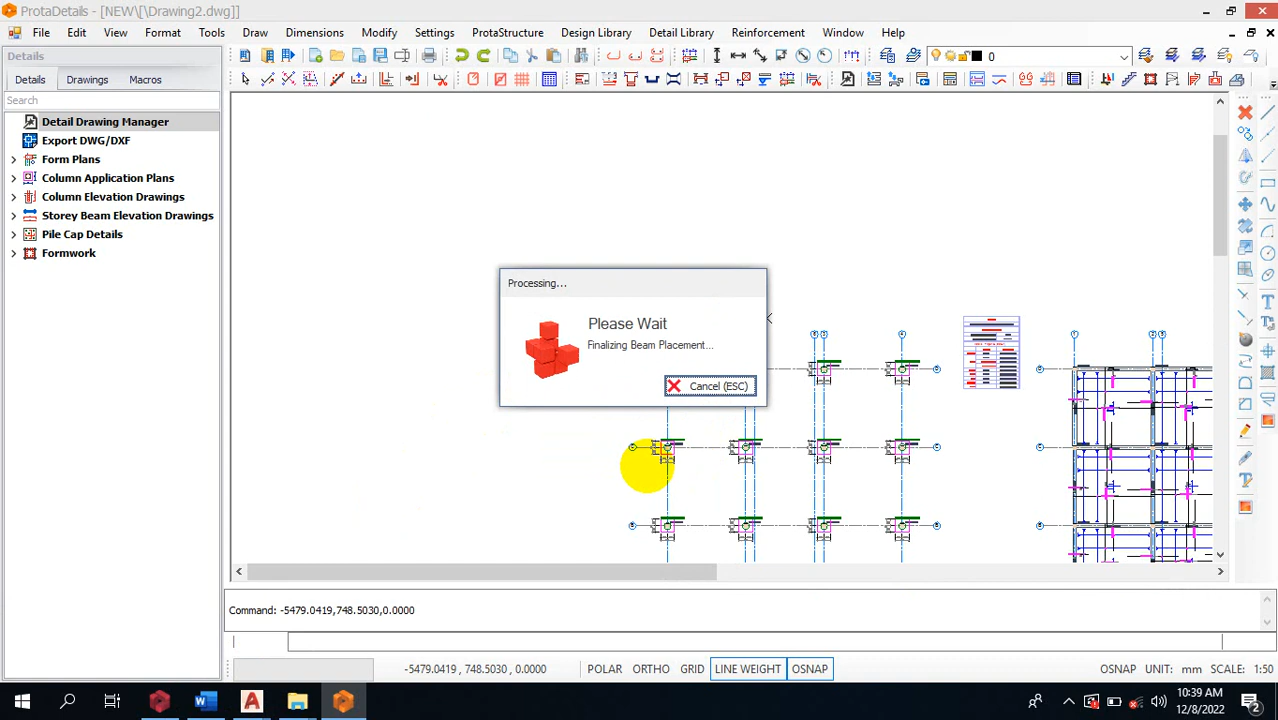 ProtaDetails - [NEW\[\Drawing2.dwg]]
File Edit View Format Tools Draw Dimensions Modify Settings ProtaStructure Design Library Detail Library Reinforcement Window Help
Details
0
Details Drawings Macros
Search
Detail Drawing Manager
Export DWG/DXF
Form Plans
Column Application Plans
Column Elevation Drawings
Storey Beam Elevation Drawings
Pile Cap Details
Formwork
Processing...
Please Wait
Finalizing Beam Placement...
Cancel (ESC)
Command: -5479.0419,748.5030,0.0000
-5479.0419 , 748.5030 , 0.0000 POLAR ORTHO GRID LINE WEIGHT OSNAP OSNAP UNIT: mm SCALE: 1:50
10:39 AM
12/8/2022
2